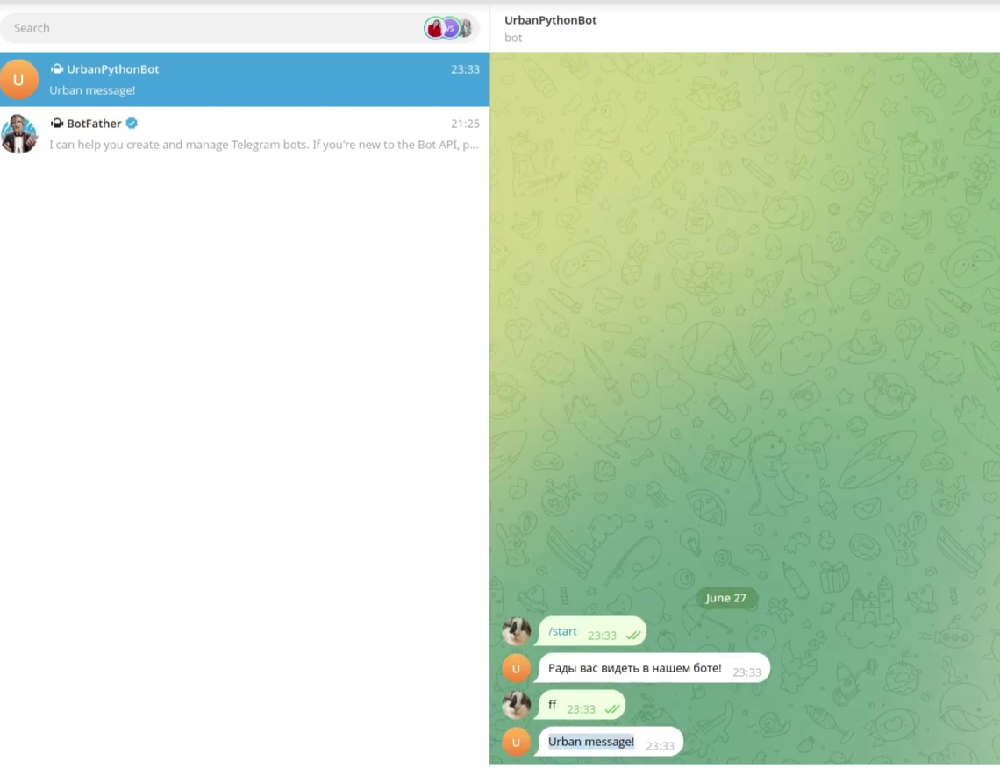 Search
VS
U
UrbanPythonBot
23:33
Urban message!
BotFather
21:25
I can help you create and manage Telegram bots. If you're new to the Bot API, p...
UrbanPythonBot
bot
June 27
/start 23:33
U
Рады вас видеть в нашем боте! 23:33
ff 23:33
U
Urban message! 23:33